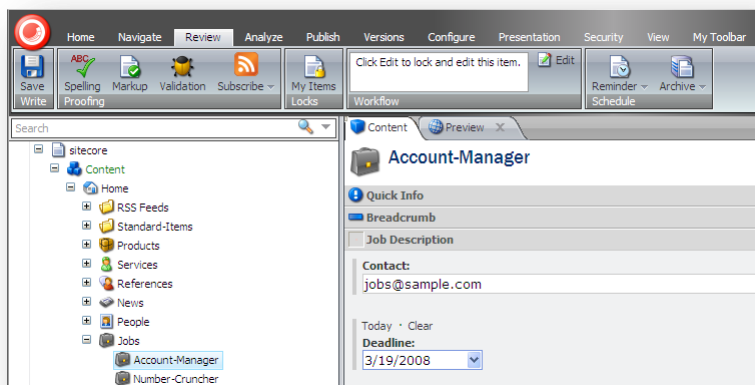 Home Navigate Review Analyze Publish Versions Configure Presentation Security View My Toolbar
ABC
Click Edit to lock and edit this item. Edit
Save Spelling Markup Validation Subscribe My Items Reminder Archive
Write Proofing Locks Workflow Schedule
Search
Content Preview X
sitecore
Content
Home
RSS Feeds
Standard-Items
Products
Services
References
News
People
Jobs
Account-Manager
Number-Cruncher
Account-Manager
Quick Info
Breadcrumb
Job Description
Contact:
jobs@sample.com
Today · Clear
Deadline:
3/19/2008